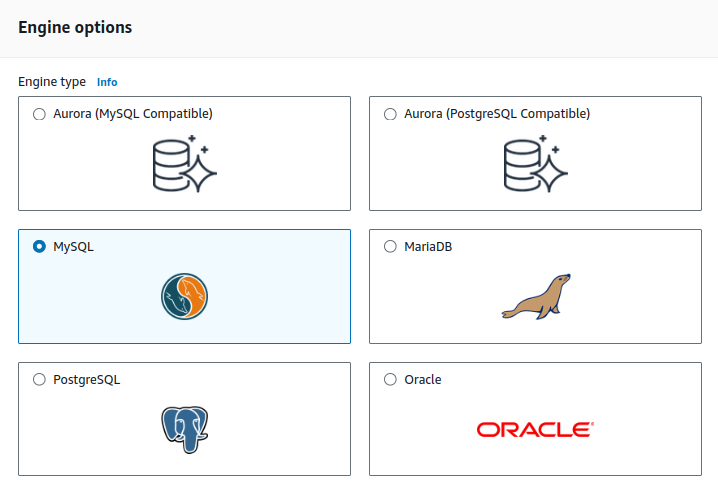 Engine options
Engine type Info
Aurora (MySQL Compatible)
Aurora (PostgreSQL Compatible)
MySQL
MariaDB
PostgreSQL
Oracle
ORACLE